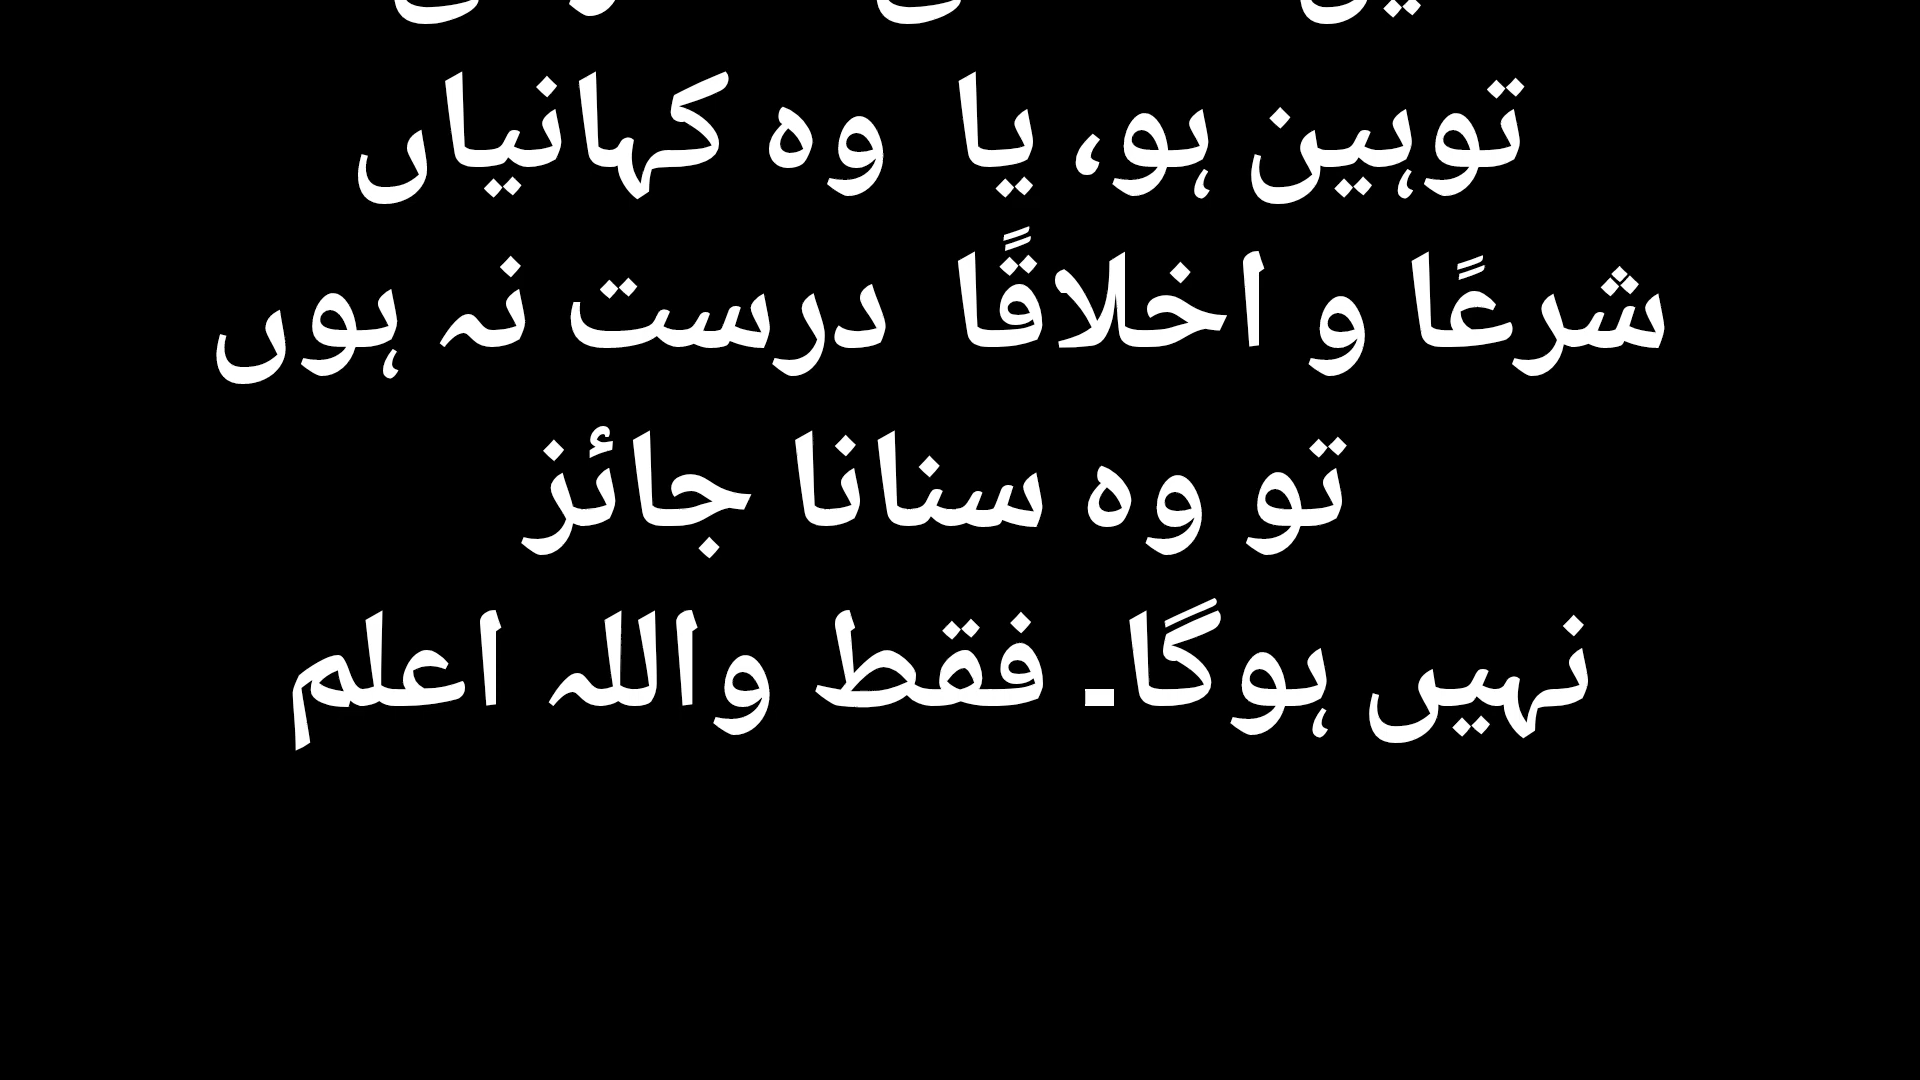 توہین ہو، یا وہ کہانیاں
شرعًا و اخلاقًا درست نہ ہوں
تو وہ سنانا جائز
نہیں ہوگا۔ فقط واللہ اعلم